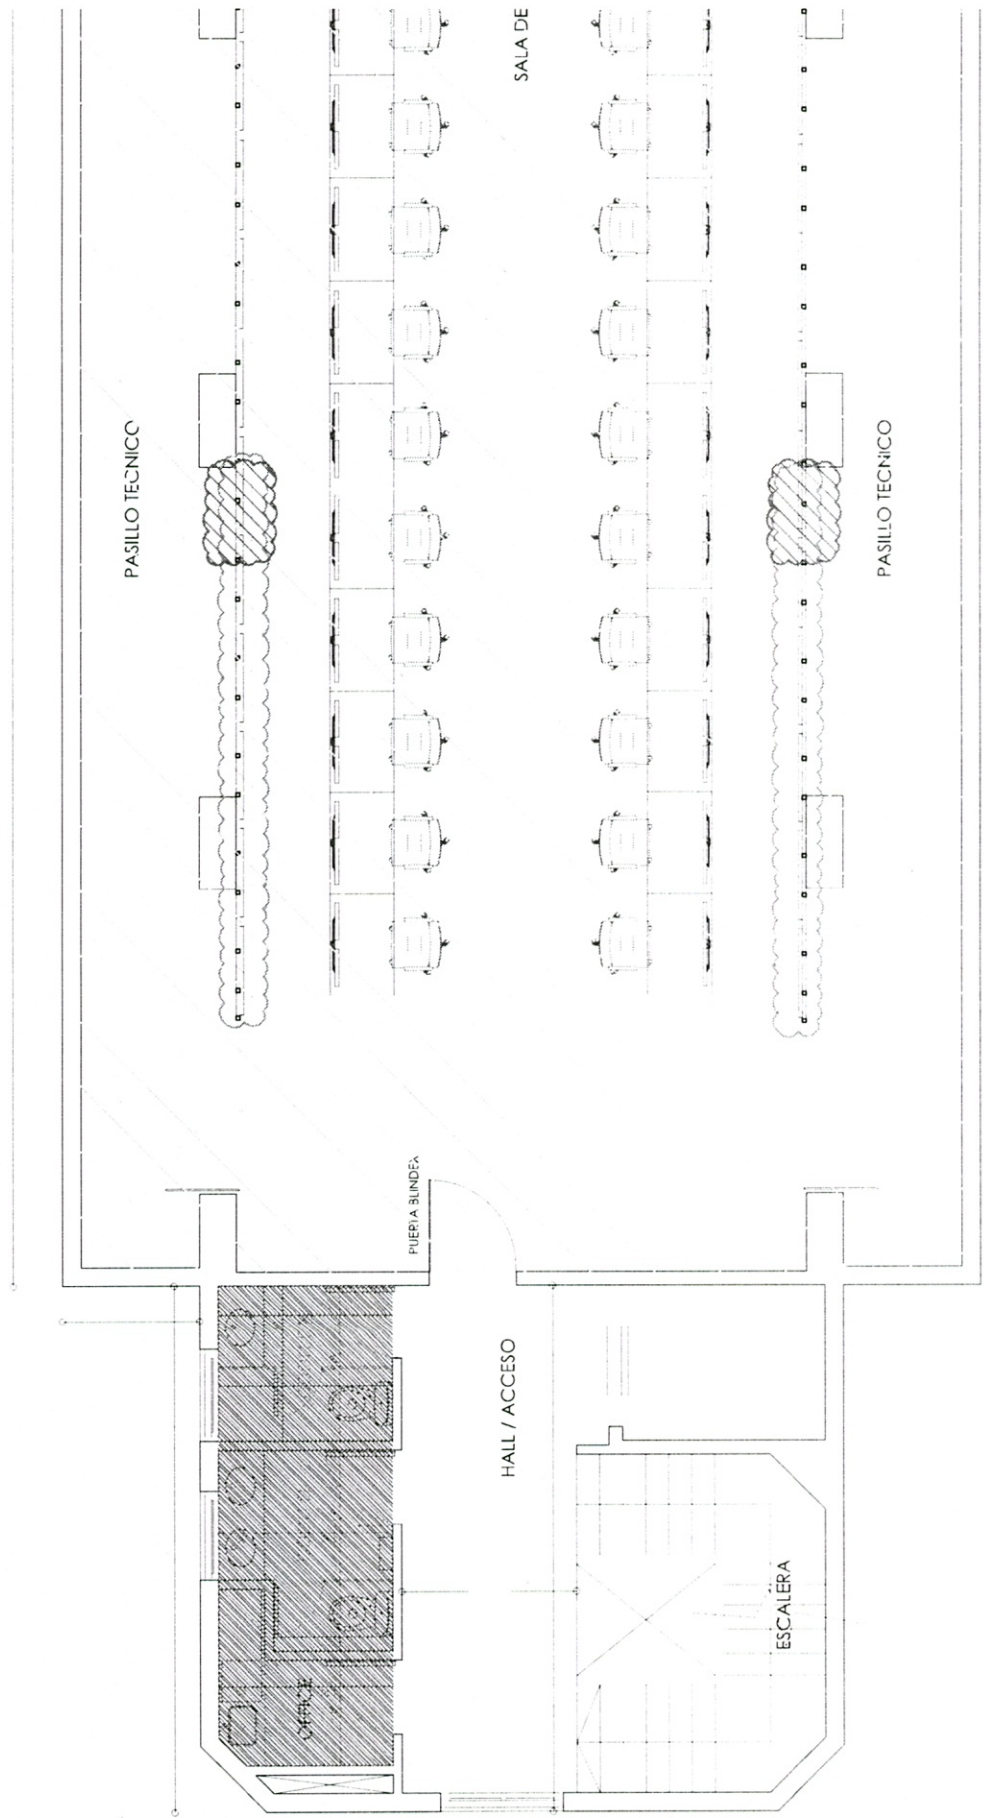 SALA DE
PASILLO TECNICO
PASILLO TECNICO
PUERTA BLINDEX
HALL / ACCESO
ESCALERA
OFFICE